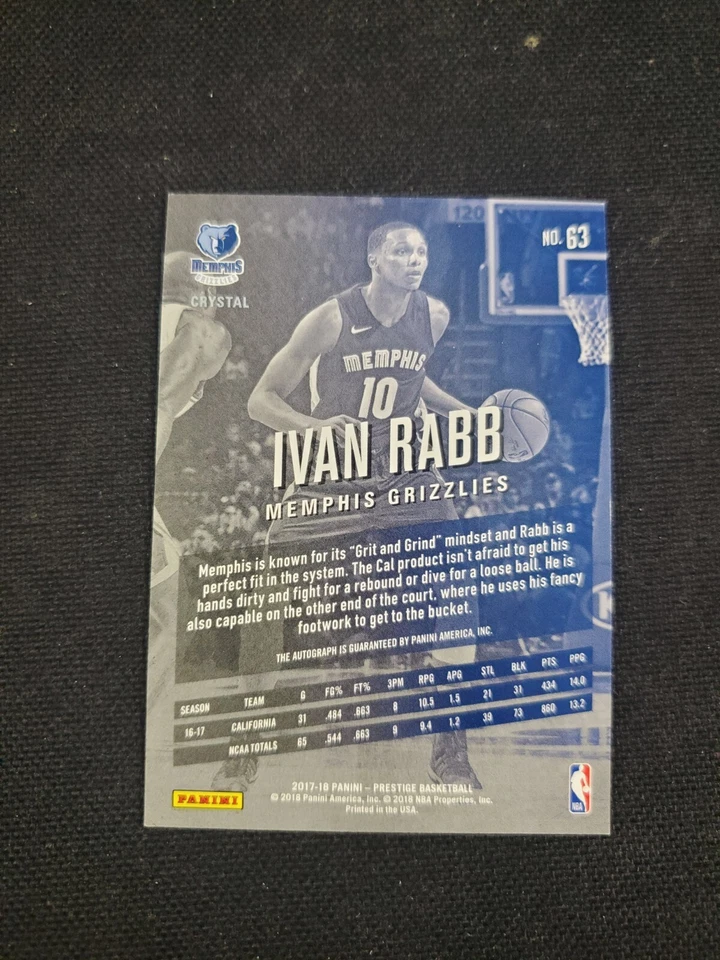 120
NO. 63
MEMPHIS
GRIZZLIES
CRYSTAL
MEMPHIS
10
IVAN RABB
MEMPHIS GRIZZLIES
Memphis is known for its "Grit and Grind" mindset and Rabb is a
perfect fit in the system. The Cal product isn't afraid to get his
hands dirty and fight for a rebound or dive for a loose ball. He is
also capable on the other end of the court, where he uses his fancy
footwork to get to the bucket.
THE AUTOGRAPH IS GUARANTEED BY PANINI AMERICA, INC.
SEASON TEAM G FG% FT% 3PM RPG APG STL BLK PTS PPG
16-17 CALIFORNIA 31 .484 .663 8 10.5 1.5 21 31 434 14.0
NCAA TOTALS 65 .544 .663 9 9.4 1.2 39 73 860 13.2
2017-18 PANINI – PRESTIGE BASKETBALL
© 2018 Panini America, Inc. © 2018 NBA Properties, Inc.
Printed in the USA.
PANINI
NBA